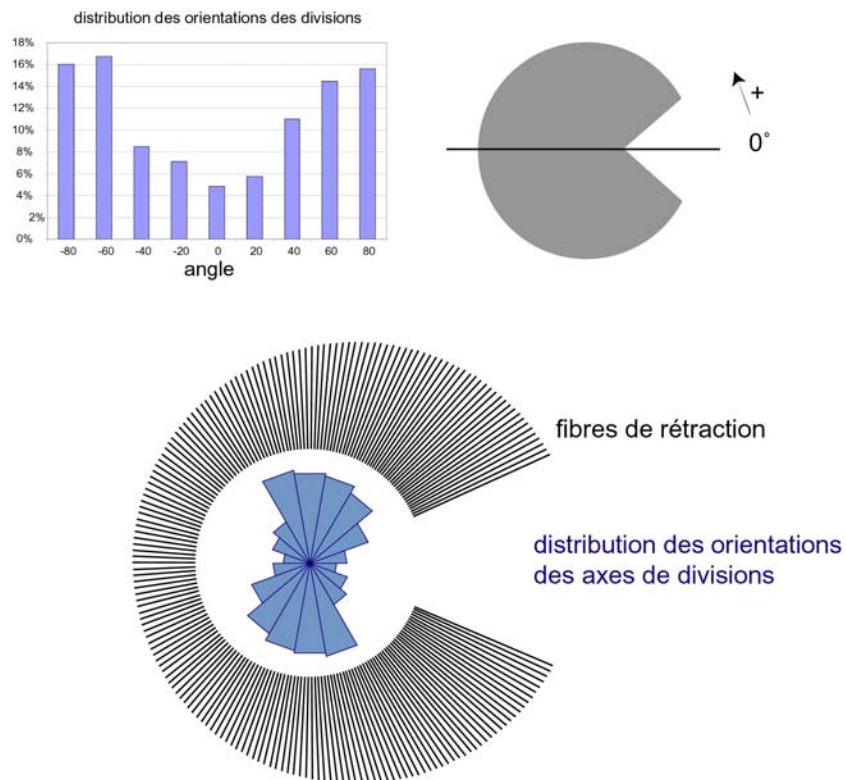 distribution des orientations des divisions
18%
16%
14%
12%
10%
8%
6%
4%
2%
0%
-80 -60 -40 -20 0 20 40 60 80
angle
+
0°
fibres de rétraction
distribution des orientations
des axes de divisions